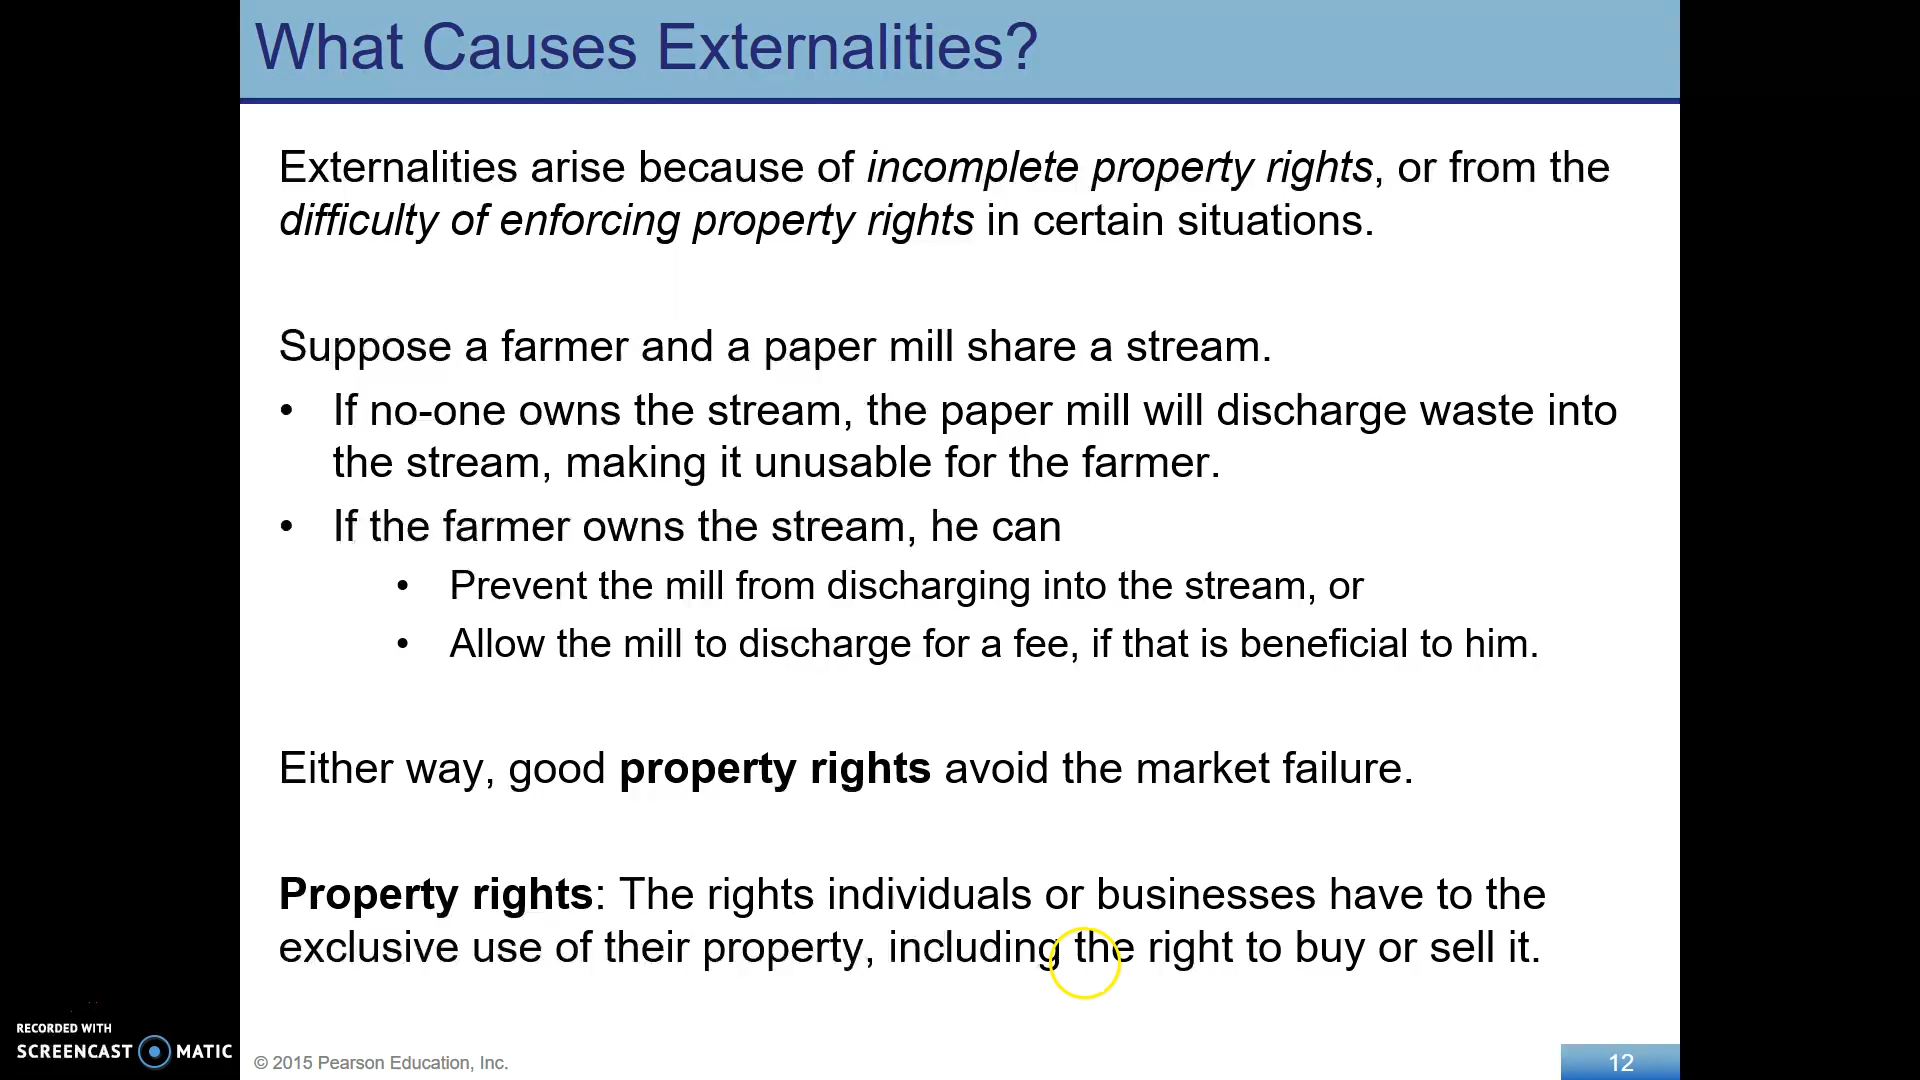 What Causes Externalities?
Externalities arise because of incomplete property rights, or from the
difficulty of enforcing property rights in certain situations.
Suppose a farmer and a paper mill share a stream.
• If no-one owns the stream, the paper mill will discharge waste into
the stream, making it unusable for the farmer.
• If the farmer owns the stream, he can
• Prevent the mill from discharging into the stream, or
• Allow the mill to discharge for a fee, if that is beneficial to him.
Either way, good property rights avoid the market failure.
Property rights: The rights individuals or businesses have to the
exclusive use of their property, including the right to buy or sell it.
RECORDED WITH
SCREENCAST MATIC
© 2015 Pearson Education, Inc.
12